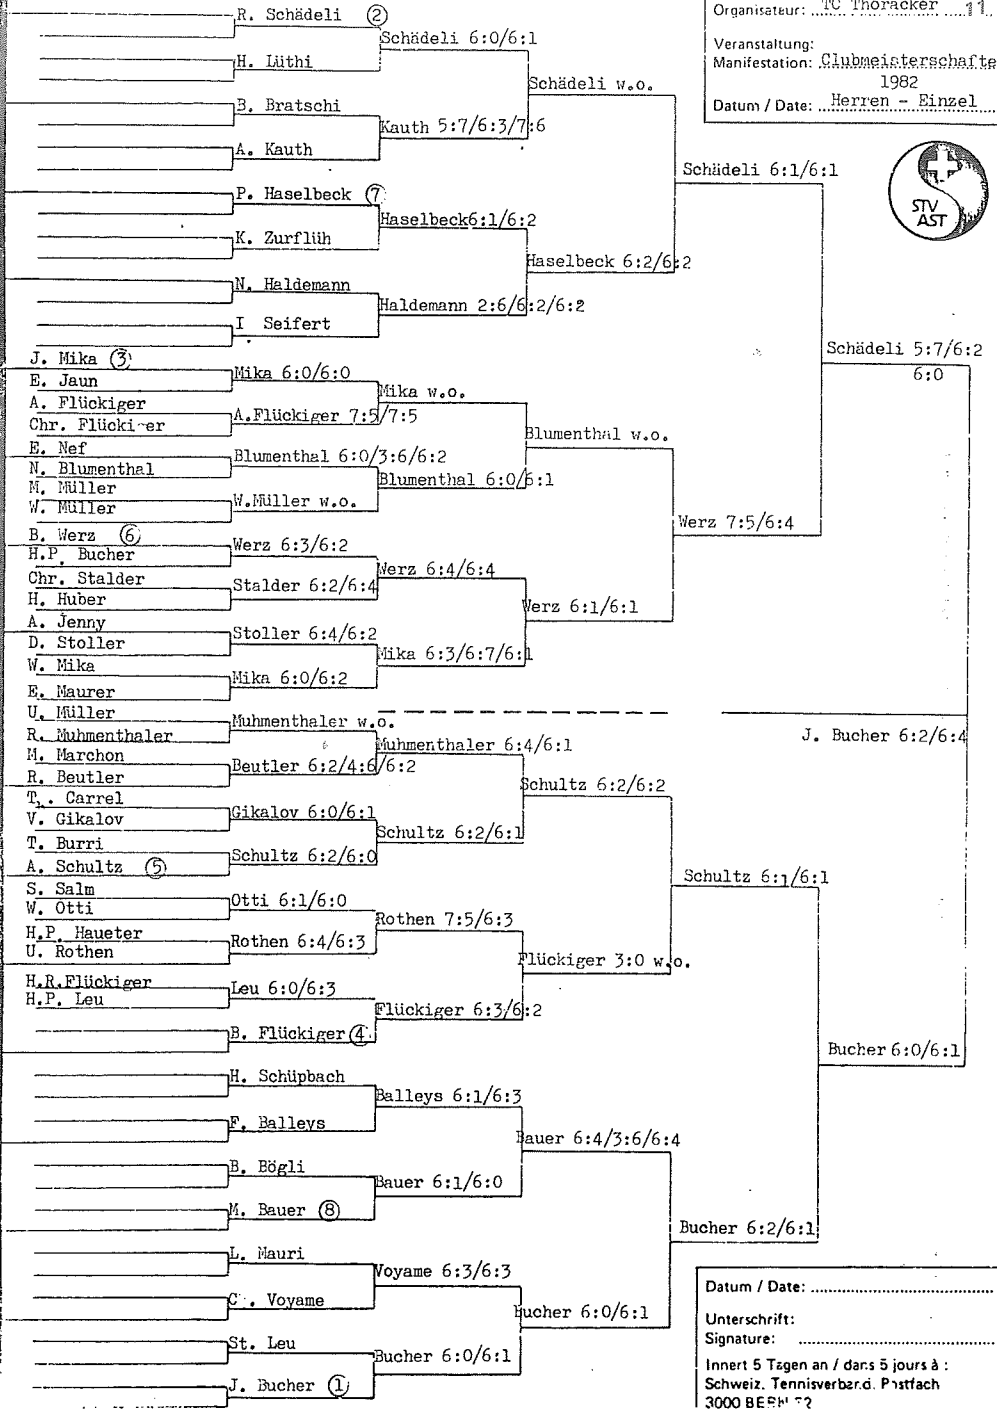 Organisateur: TC Thoracker 11.
Veranstaltung:
Manifestation: Clubmeisterschafte
1982
Datum / Date: Herren - Einzel
STV
AST
R. Schädeli (2)
H. Lüthi
B. Bratschi
A. Kauth
P. Haselbeck (7)
K. Zurflüh
N. Haldemann
I Seifert
J. Mika (3)
E. Jaun
A. Flückiger
Chr. Flückiger
E. Nef
N. Blumenthal
M. Müller
W. Müller
B. Werz (6)
H.P. Bucher
Chr. Stalder
H. Huber
A. Jenny
D. Stoller
W. Mika
E. Maurer
U. Müller
R. Muhmenthaler
M. Marchon
R. Beutler
T. Carrel
V. Gikalov
T. Burri
A. Schultz (5)
S. Salm
W. Otti
H.P. Haueter
U. Rothen
H.R.Flückiger
H.P. Leu
B. Flückiger (4)
H. Schüpbach
F. Balleys
B. Bögli
M. Bauer (8)
L. Mauri
C. Voyame
St. Leu
J. Bucher (1)
Mika 6:0/6:0
A.Flückiger 7:5/7:5
Blumenthal 6:0/3:6/6:2
W.Müller w.o.
Werz 6:3/6:2
Stalder 6:2/6:4
Stoller 6:4/6:2
Mika 6:0/6:2
Muhmenthaler w.o.
Beutler 6:2/4:6/6:2
Gikalov 6:0/6:1
Schultz 6:2/6:0
Otti 6:1/6:0
Rothen 6:4/6:3
Leu 6:0/6:3
Schädeli 6:0/6:1
Kauth 5:7/6:3/7:6
Haselbeck6:1/6:2
Haldemann 2:6/6:2/6:2
Mika w.o.
Blumenthal 6:0/6:1
Werz 6:4/6:4
Mika 6:3/6:7/6:1
Muhmenthaler 6:4/6:1
Schultz 6:2/6:1
Rothen 7:5/6:3
Flückiger 6:3/6:2
Balleys 6:1/6:3
Bauer 6:1/6:0
Voyame 6:3/6:3
Bucher 6:0/6:1
Schädeli w.o.
Haselbeck 6:2/6:2
Blumenthal w.o.
Werz 6:1/6:1
Schultz 6:2/6:2
Flückiger 3:0 w.o.
Bauer 6:4/3:6/6:4
Bucher 6:0/6:1
Schädeli 6:1/6:1
Werz 7:5/6:4
Schultz 6:1/6:1
Bucher 6:2/6:1
Schädeli 5:7/6:2
6:0
Bucher 6:0/6:1
J. Bucher 6:2/6:4
Datum / Date:
Unterschrift:
Signature:
Innert 5 Tagen an / dans 5 jours à :
Schweiz. Tennisverband. Postfach
3000 BERN